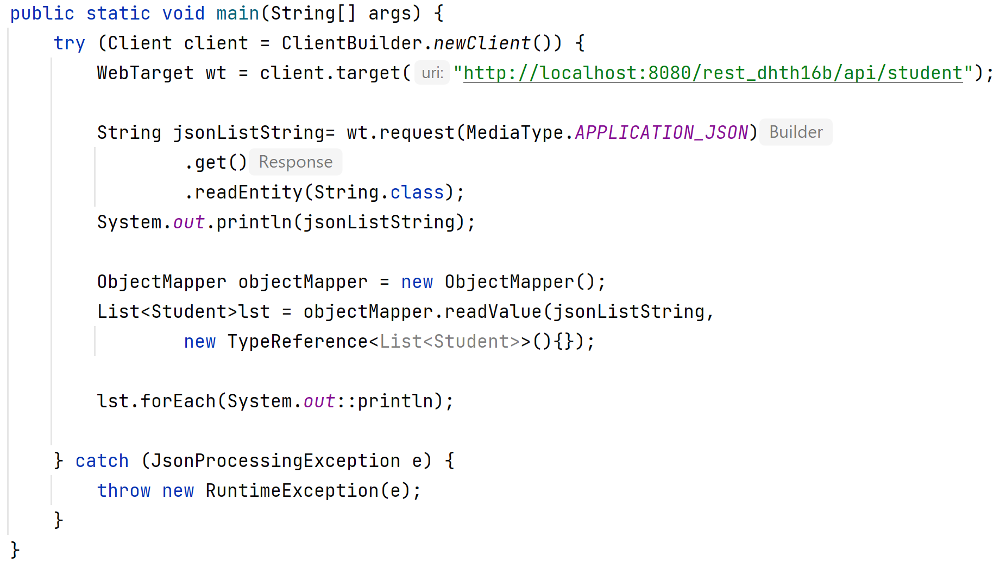 public static void main(String[] args) {
try (Client client = ClientBuilder.newClient()) {
WebTarget wt = client.target( uri: "http://localhost:8080/rest_dhth16b/api/student");
String jsonListString= wt.request(MediaType.APPLICATION_JSON) Builder
.get() Response
.readEntity(String.class);
System.out.println(jsonListString);
ObjectMapper objectMapper = new ObjectMapper();
List<Student>lst = objectMapper.readValue(jsonListString,
new TypeReference<List<Student>>(){});
lst.forEach(System.out::println);
} catch (JsonProcessingException e) {
throw new RuntimeException(e);
}
}